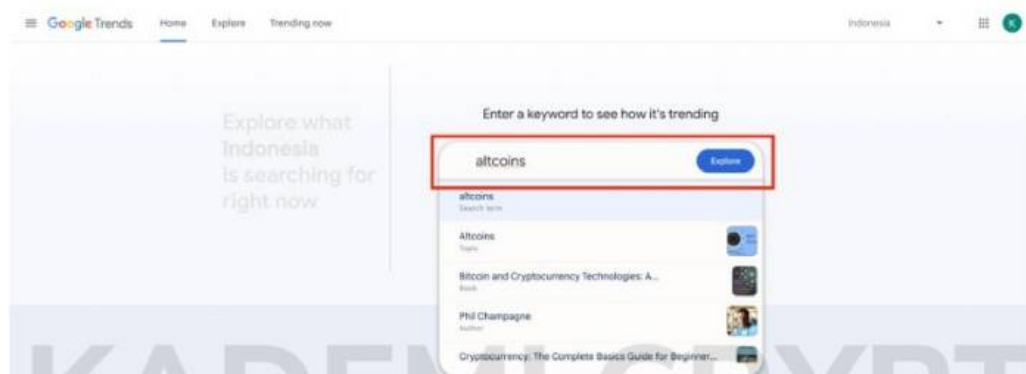 Google Trends Home Explore Trending now Indonesia K
Explore what
Indonesia
is searching for
right now
Enter a keyword to see how it's trending
altcoins Explore
altcoins
Search term
Altcoins
Topic
Bitcoin and Cryptocurrency Technologies: A...
Book
Phil Champagne
Author
Cryptocurrency: The Complete Basics Guide for Beginner...
KADEMI CRYPT